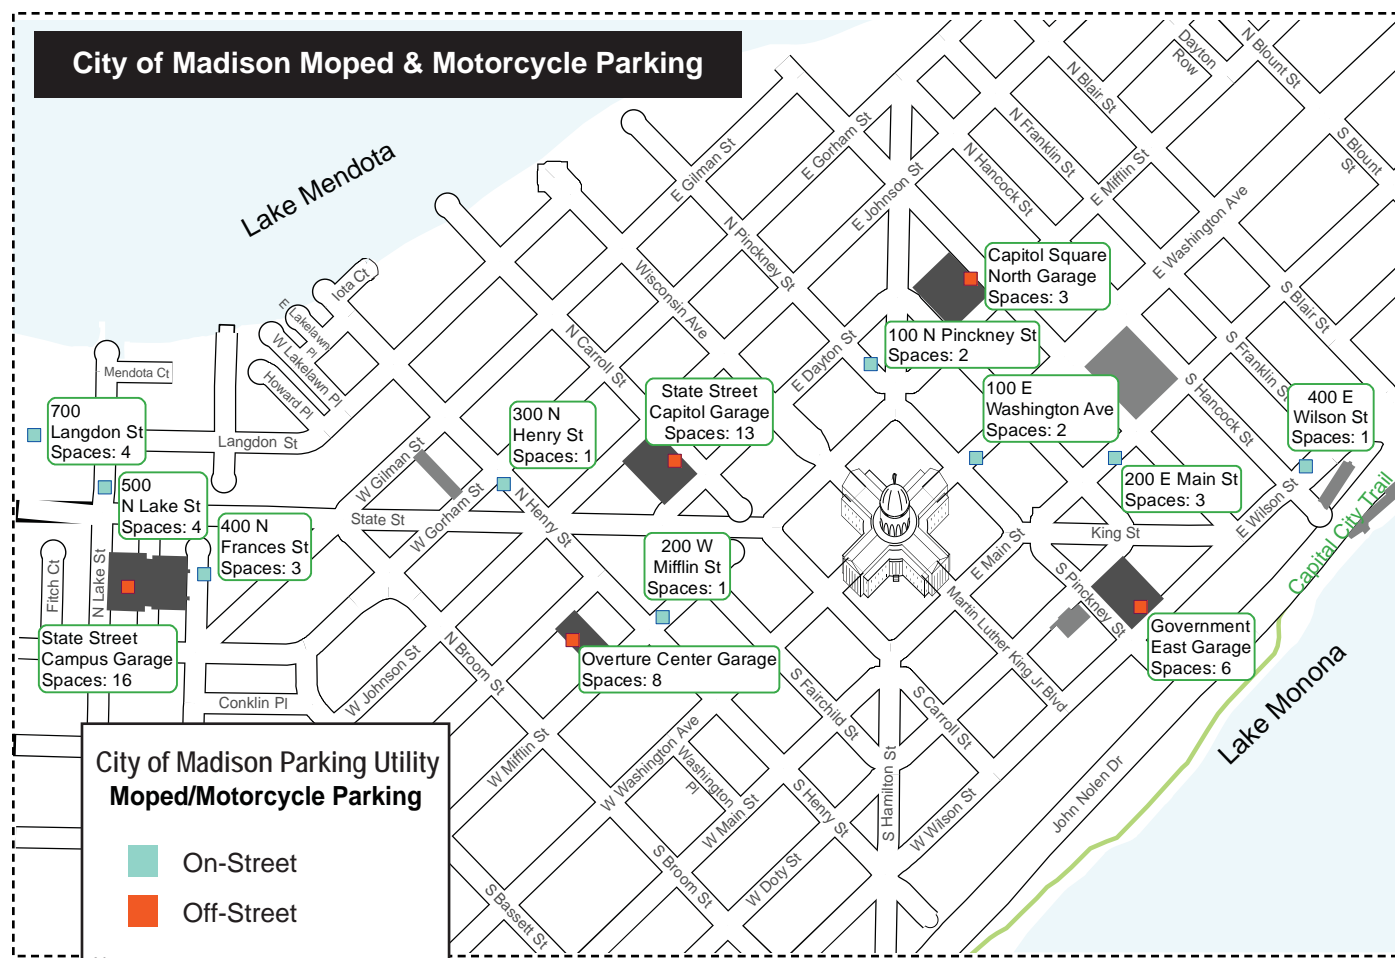 City of Madison Moped & Motorcycle Parking
Lake Mendota
Dayton
Row
N Blount St
S Blount
St
N Blair St
N Franklin St
N Hancock St
E Mifflin St
E Washington Ave
E Gorham St
E Gilman St
E Johnson St
N Pinckney St
Wisconsin Ave
N Carroll St
E Dayton St
S Blair St
S Franklin St
S Hancock St
Iota Ct
E
Lakelawn
Pl
W Lakelawn Pl
Howard Pl
Mendota Ct
Langdon St
Capitol Square
North Garage
Spaces: 3
100 N Pinckney St
Spaces: 2
100 E
Washington Ave
Spaces: 2
400 E
Wilson St
Spaces: 1
State Street
Capitol Garage
Spaces: 13
300 N
Henry St
Spaces: 1
700
Langdon St
Spaces: 4
500
N Lake St
Spaces: 4
400 N
Frances St
Spaces: 3
200 E Main St
Spaces: 3
200 W
Mifflin St
Spaces: 1
W Gilman St
W Gorham St
State St
N Henry St
E Wilson St
Capital City Trail
King St
E Main St
S Pinckney St
Martin Luther King Jr Blvd
Fitch Ct
N Lake St
State Street
Campus Garage
Spaces: 16
Overture Center Garage
Spaces: 8
Government
East Garage
Spaces: 6
Lake Monona
Conklin Pl
W Johnson St
N Broom St
W Mifflin St
W Washington Ave
Washington
Pl
W Main St
S Fairchild St
S Carroll St
S Hamilton St
S Henry St
W Wilson St
John Nolen Dr
W Doty St
S Broom St
S Bassett St
City of Madison Parking Utility
Moped/Motorcycle Parking
On-Street
Off-Street